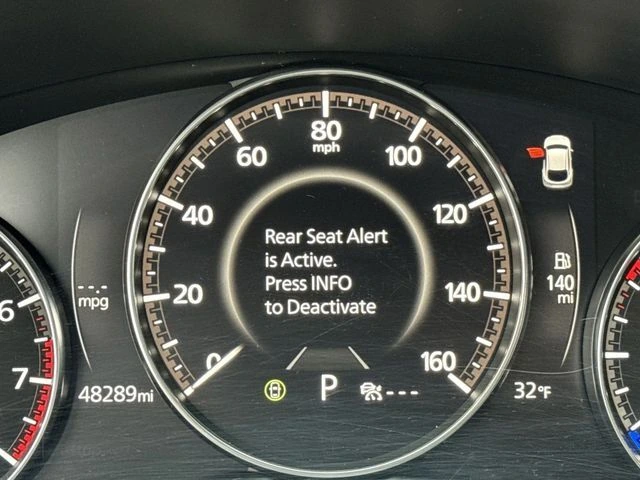 80
mph
60
100
40
120
Rear Seat Alert
is Active.
Press INFO
to Deactivate
20
140
0
160
6
7
-.-
mpg
140
mi
48289mi
P
---
32°F